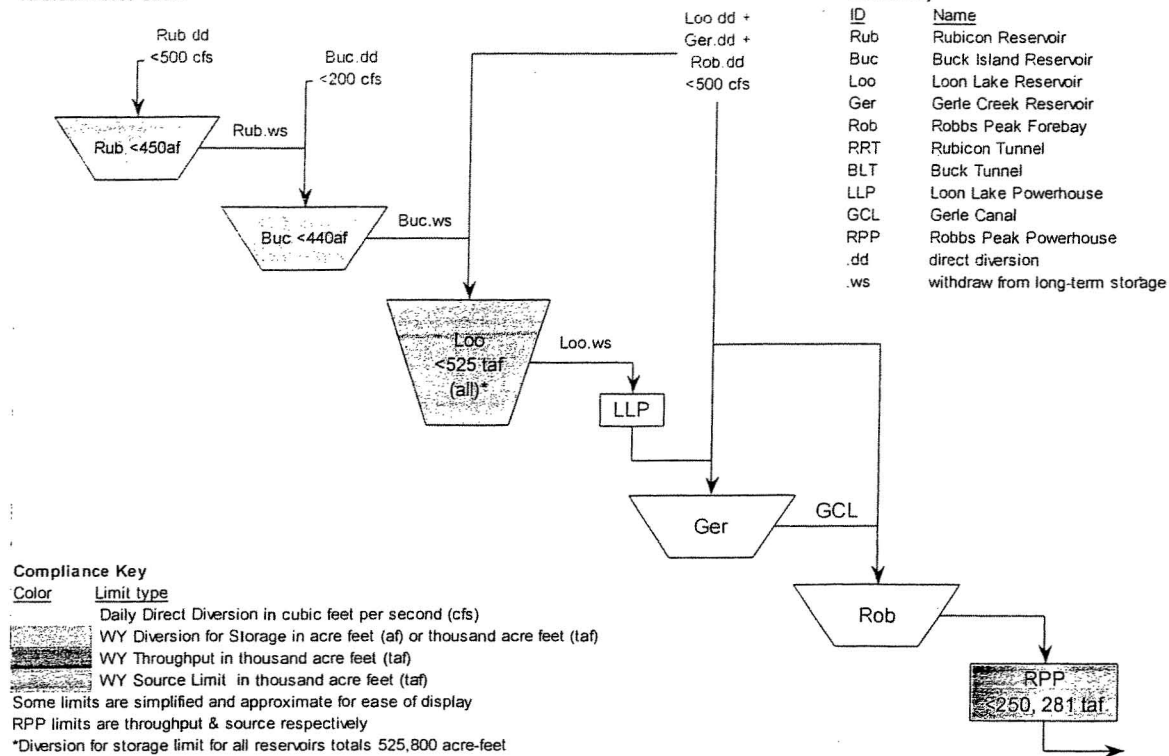 Rub dd
<500 cfs
Buc.dd
<200 cfs
Loo dd +
Ger.dd +
Rob.dd
<500 cfs
ID Name
Rub Rubicon Reservoir
Buc Buck Island Reservoir
Loo Loon Lake Reservoir
Ger Gerle Creek Reservoir
Rob Robbs Peak Forebay
RRT Rubicon Tunnel
BLT Buck Tunnel
LLP Loon Lake Powerhouse
GCL Gerle Canal
RPP Robbs Peak Powerhouse
.dd direct diversion
.ws withdraw from long-term storage
Rub <450af
Rub.ws
Buc <440af
Buc.ws
Loo
<525 taf
(all)*
Loo.ws
LLP
Ger
GCL
Rob
RPP
<250, 281 taf.
Compliance Key
Color Limit type
Daily Direct Diversion in cubic feet per second (cfs)
WY Diversion for Storage in acre feet (af) or thousand acre feet (taf)
WY Throughput in thousand acre feet (taf)
WY Source Limit in thousand acre feet (taf)
Some limits are simplified and approximate for ease of display
RPP limits are throughput & source respectively
*Diversion for storage limit for all reservoirs totals 525,800 acre-feet